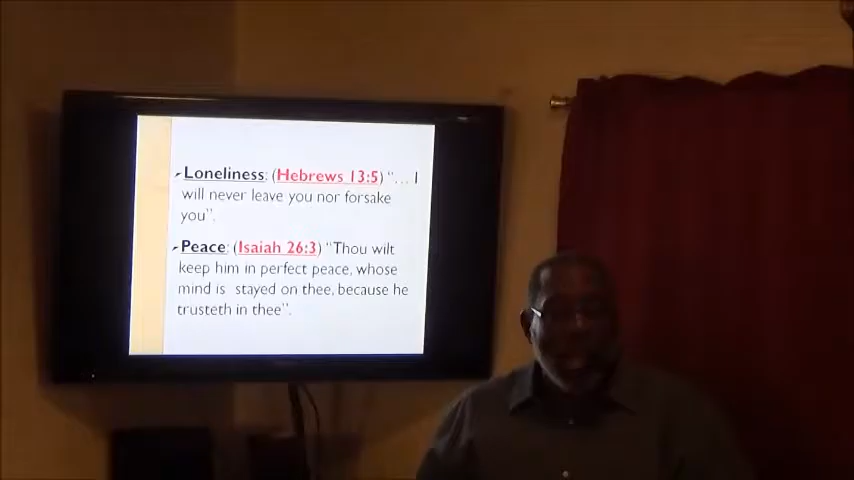 Loneliness: (Hebrews 13:5) "… I
will never leave you nor forsake
you".
Peace: (Isaiah 26:3) "Thou wilt
keep him in perfect peace, whose
mind is stayed on thee, because he
trusteth in thee".